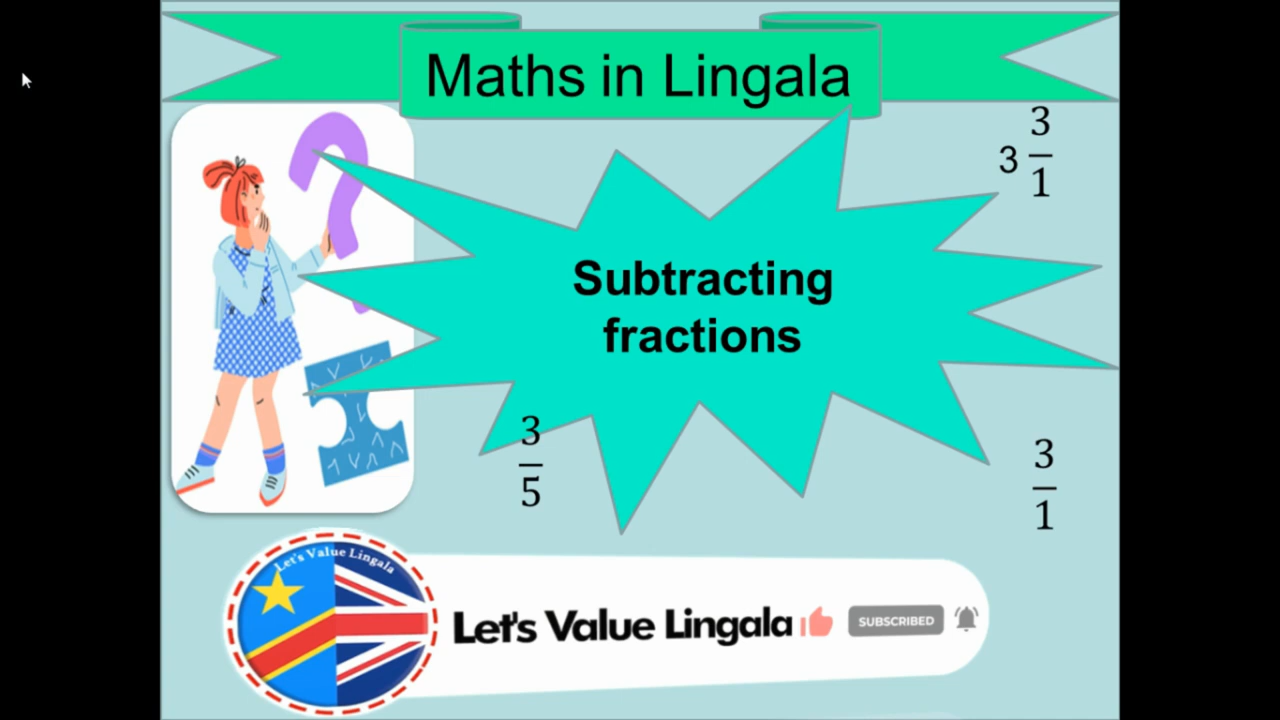 Maths in Lingala
3 3/1
Subtracting
fractions
3/5
3/1
Let's Value Lingala
Let's Value Lingala
SUBSCRIBED